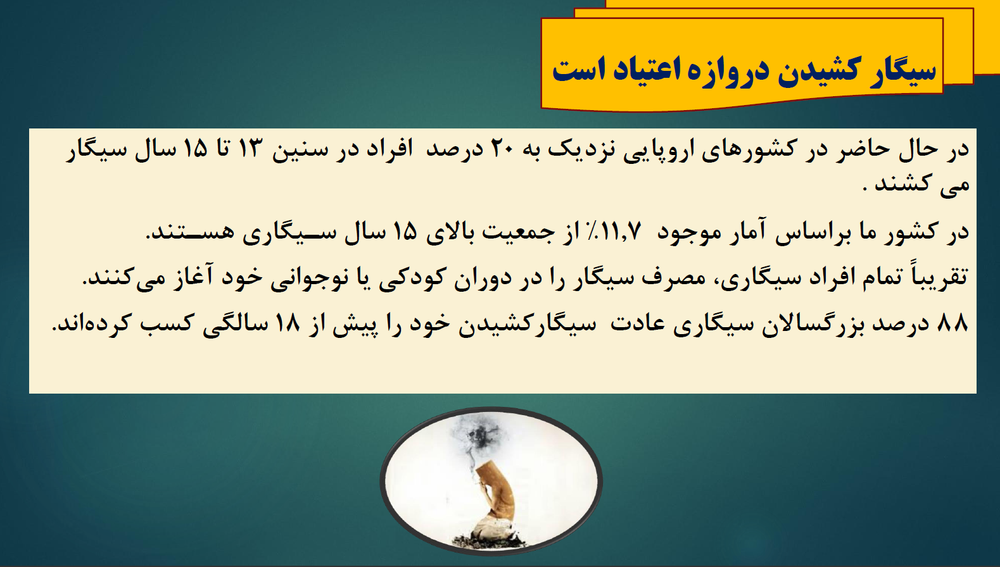 سیگار کشیدن دروازه اعتیاد است
در حال حاضر در کشورهای اروپایی نزدیک به ۲۰ درصد افراد در سنین ۱۳ تا ۱۵ سال سیگار
می کشند .
در کشور ما براساس آمار موجود ۱۱,۷٪ از جمعیت بالای ۱۵ سال سـیگاری هسـتند.
تقریباً تمام افراد سیگاری، مصرف سیگار را در دوران کودکی یا نوجوانی خود آغاز می‌کنند.
۸۸ درصد بزرگسالان سیگاری عادت سیگارکشیدن خود را پیش از ۱۸ سالگی کسب کرده‌اند.